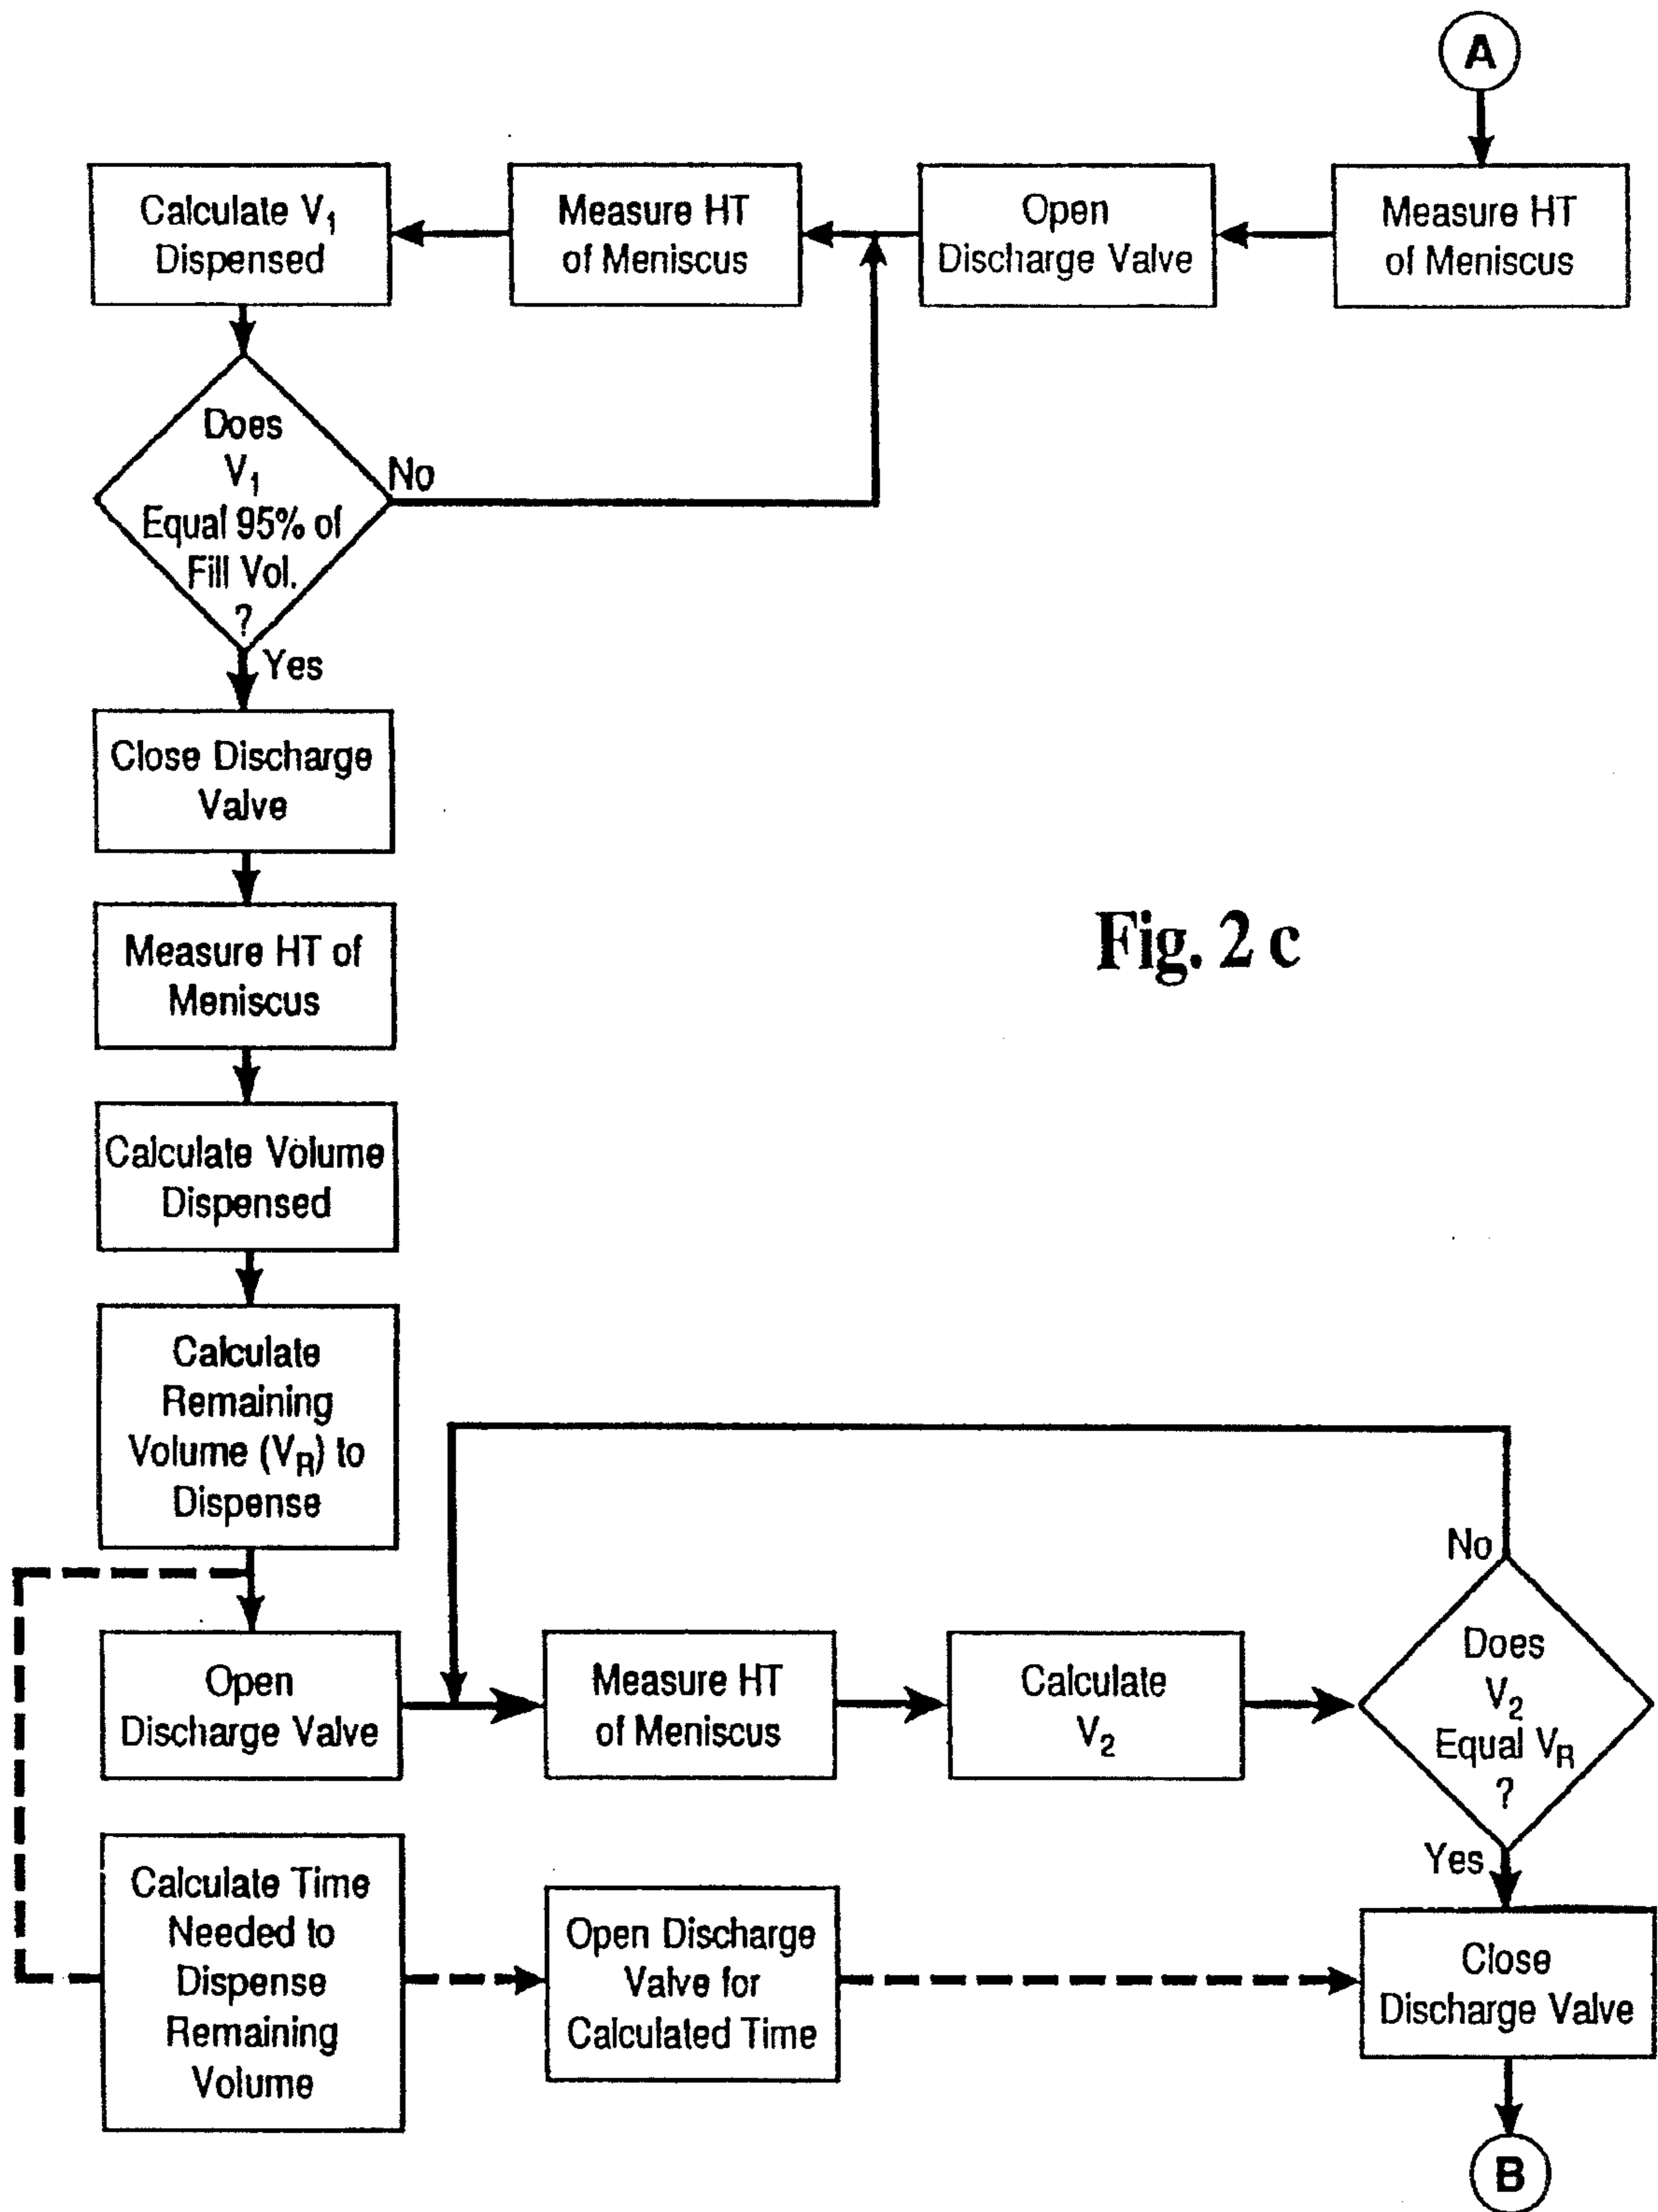 A
Measure HT
of Meniscus
Open
Discharge Valve
Measure HT
of Meniscus
Calculate V₁
Dispensed
Does
V₁
Equal 95% of
Fill Vol.
?
No
Yes
Close Discharge
Valve
Measure HT of
Meniscus
Calculate Volume
Dispensed
Calculate
Remaining
Volume (V_R) to
Dispense
Open
Discharge Valve
Measure HT
of Meniscus
Calculate
V₂
Does
V₂
Equal V_R
?
No
Yes
Calculate Time
Needed to
Dispense
Remaining
Volume
Open Discharge
Valve for
Calculated Time
Close
Discharge Valve
B
Fig. 2 c